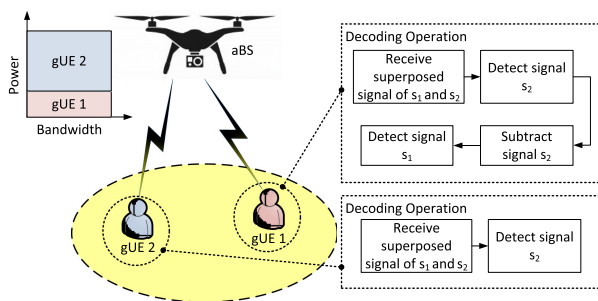 Power
gUE 2
gUE 1
Bandwidth
aBS
gUE 2
gUE 1
Decoding Operation
Receive
superposed
signal of s₁ and s₂
Detect signal
s₂
Detect signal
s₁
Subtract
signal s₂
Decoding Operation
Receive
superposed
signal of s₁ and s₂
Detect signal
s₂